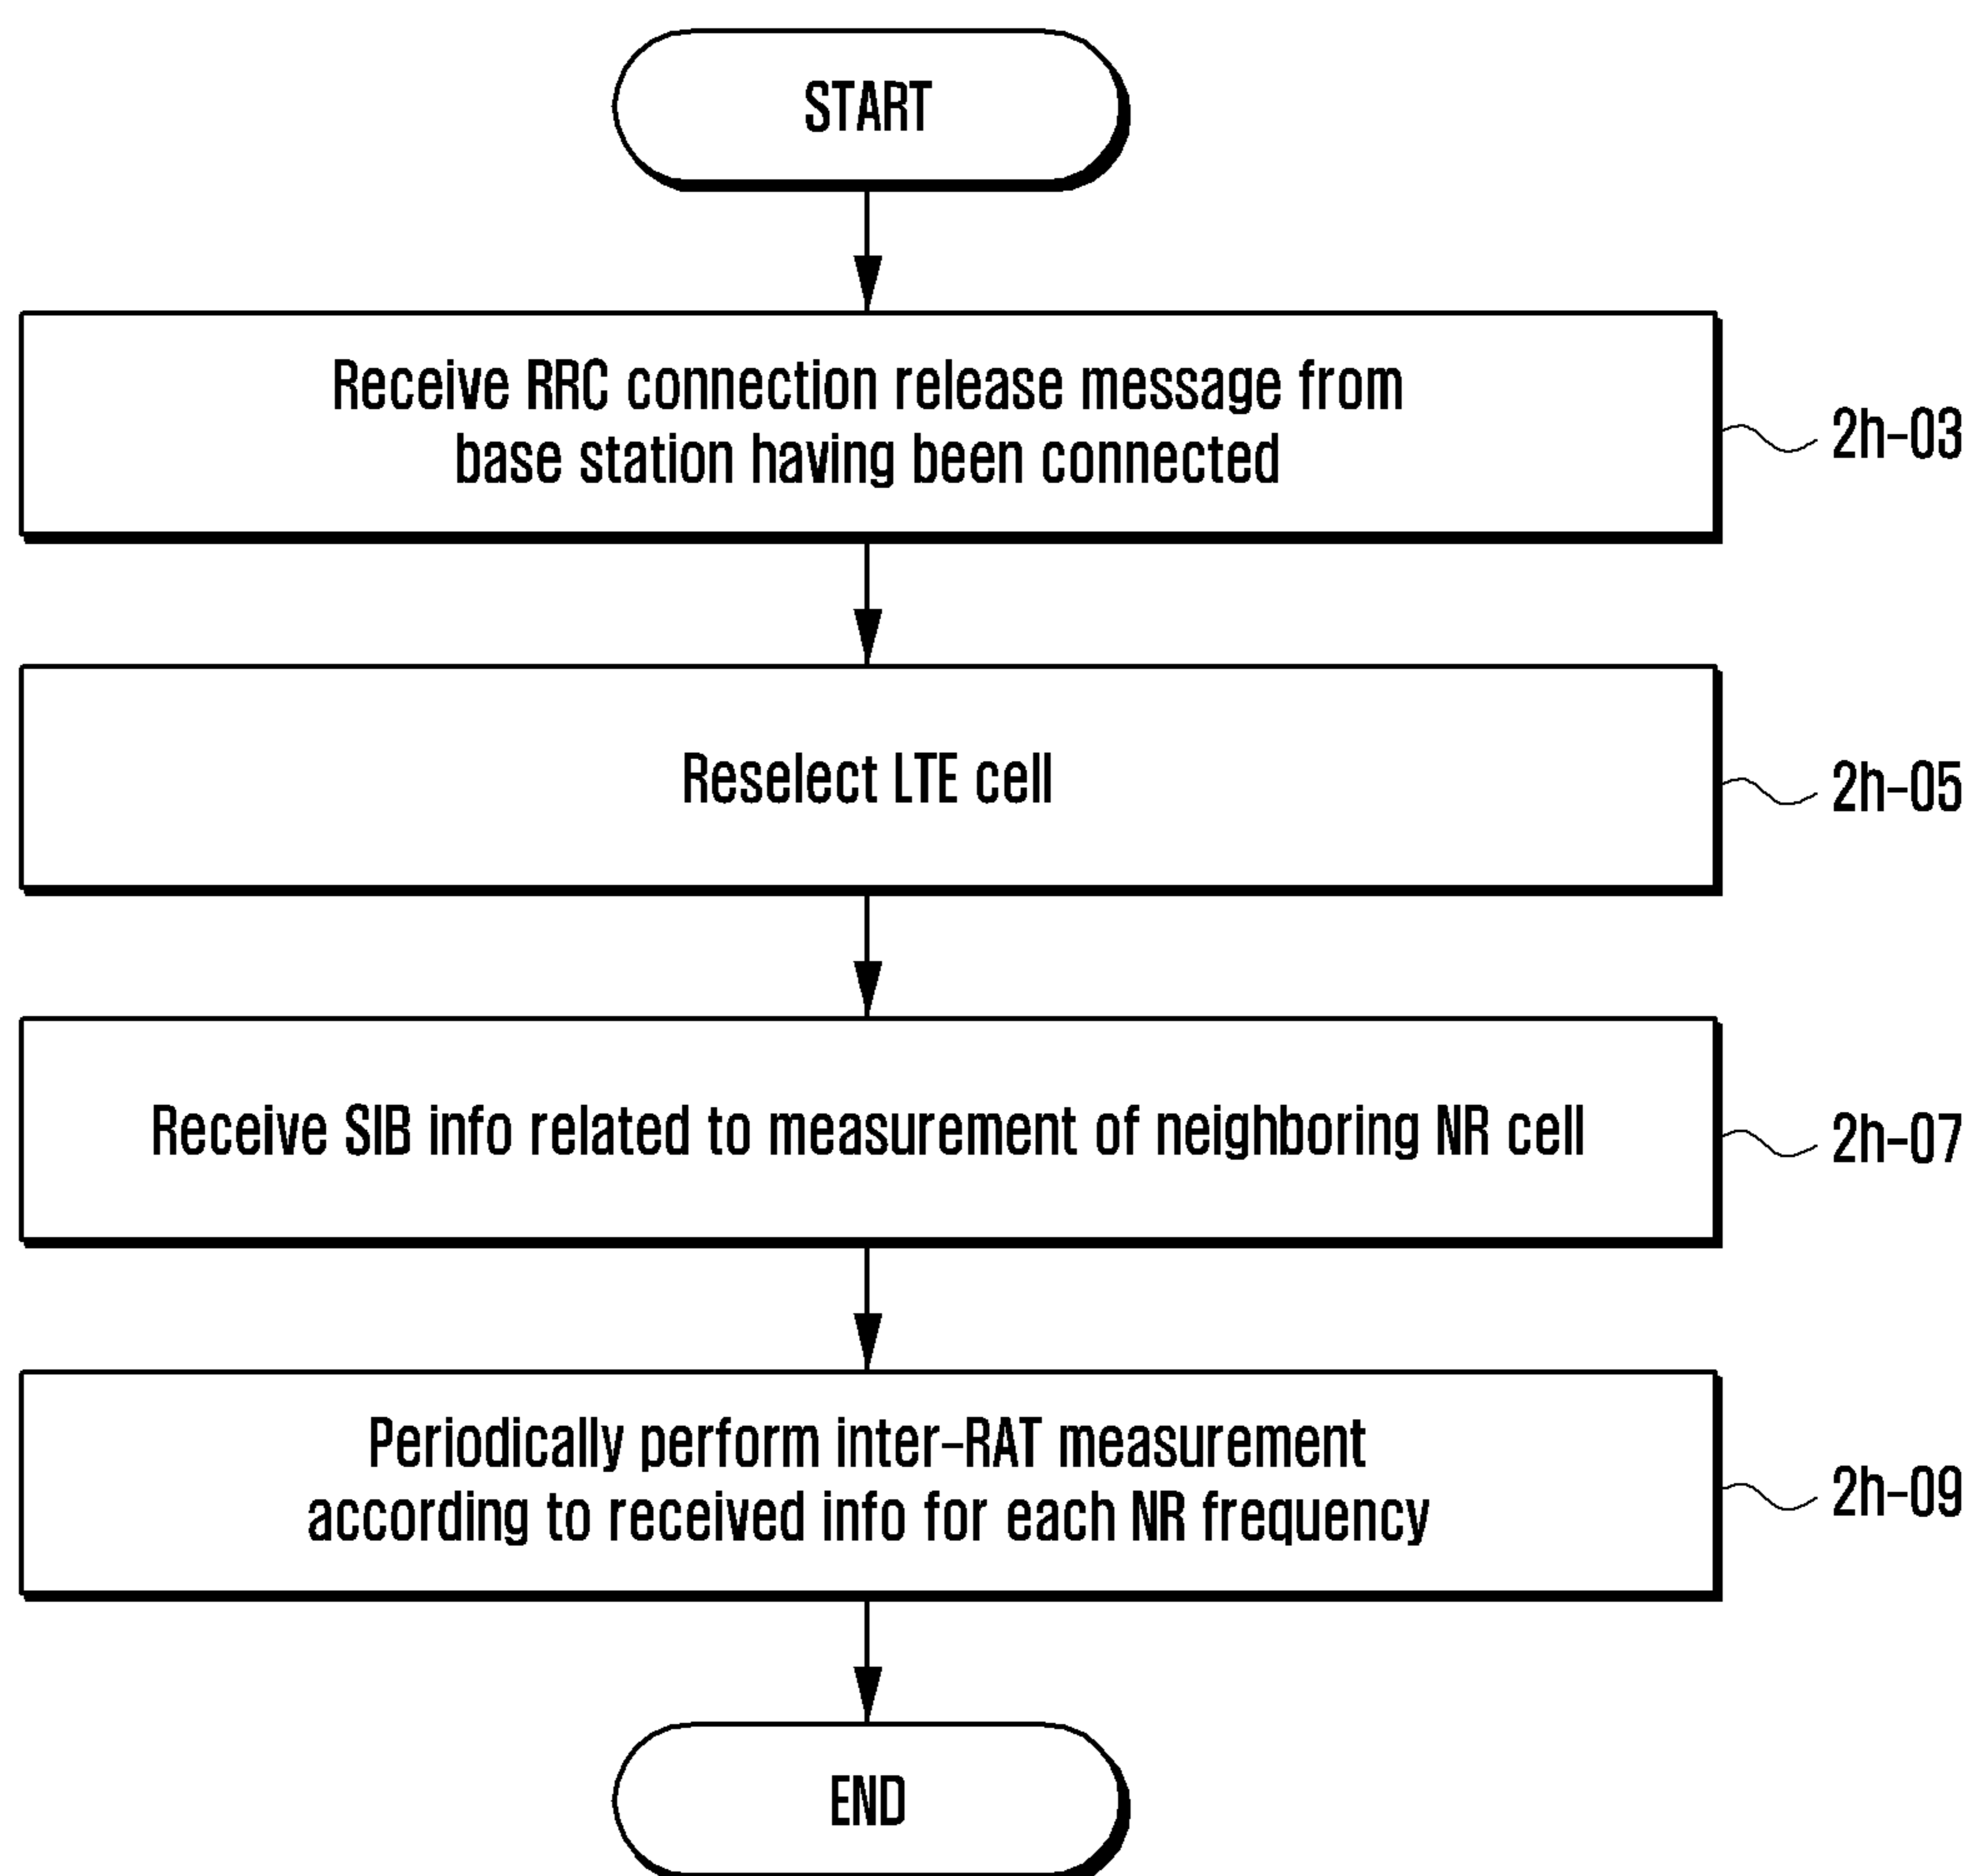 START
Receive RRC connection release message from
base station having been connected
2h-03
Reselect LTE cell
2h-05
Receive SIB info related to measurement of neighboring NR cell
2h-07
Periodically perform inter-RAT measurement
according to received info for each NR frequency
2h-09
END